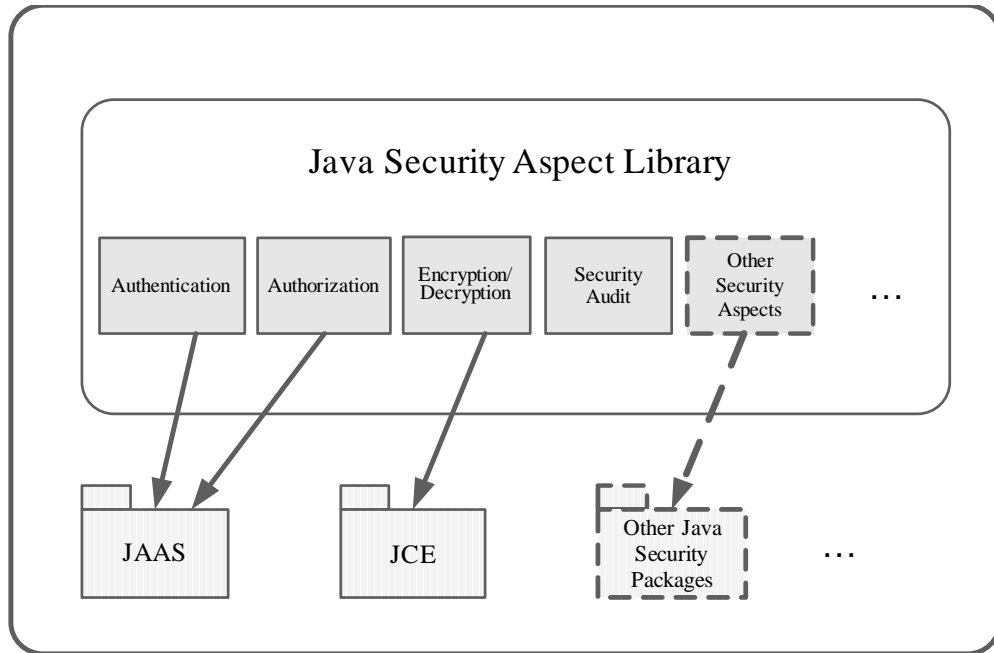 Java Security Aspect Library
Authentication
Authorization
Encryption/
Decryption
Security
Audit
Other
Security
Aspects
...
JAAS
JCE
Other Java
Security
Packages
...